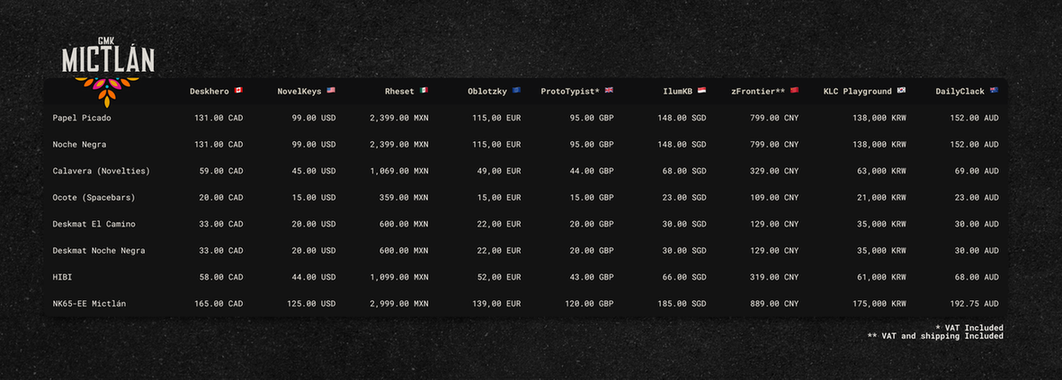 GMK
MICTLÁN
Deskhero NovelKeys Rheset Oblotzky ProtoTypist* IlumKB zFrontier** KLC Playground DailyClack
Papel Picado 131.00 CAD 99.00 USD 2,399.00 MXN 115,00 EUR 95.00 GBP 148.00 SGD 799.00 CNY 138,000 KRW 152.00 AUD
Noche Negra 131.00 CAD 99.00 USD 2,399.00 MXN 115,00 EUR 95.00 GBP 148.00 SGD 799.00 CNY 138,000 KRW 152.00 AUD
Calavera (Novelties) 59.00 CAD 45.00 USD 1,069.00 MXN 49,00 EUR 44.00 GBP 68.00 SGD 329.00 CNY 63,000 KRW 69.00 AUD
Ocote (Spacebars) 20.00 CAD 15.00 USD 359.00 MXN 15,00 EUR 15.00 GBP 23.00 SGD 109.00 CNY 21,000 KRW 23.00 AUD
Deskmat El Camino 33.00 CAD 20.00 USD 600.00 MXN 22,00 EUR 20.00 GBP 30.00 SGD 129.00 CNY 35,000 KRW 30.00 AUD
Deskmat Noche Negra 33.00 CAD 20.00 USD 600.00 MXN 22,00 EUR 20.00 GBP 30.00 SGD 129.00 CNY 35,000 KRW 30.00 AUD
HIBI 58.00 CAD 44.00 USD 1,099.00 MXN 52,00 EUR 43.00 GBP 66.00 SGD 319.00 CNY 61,000 KRW 68.00 AUD
NK65-EE Mictlán 165.00 CAD 125.00 USD 2,999.00 MXN 139,00 EUR 120.00 GBP 185.00 SGD 889.00 CNY 175,000 KRW 192.75 AUD
* VAT Included
** VAT and shipping Included